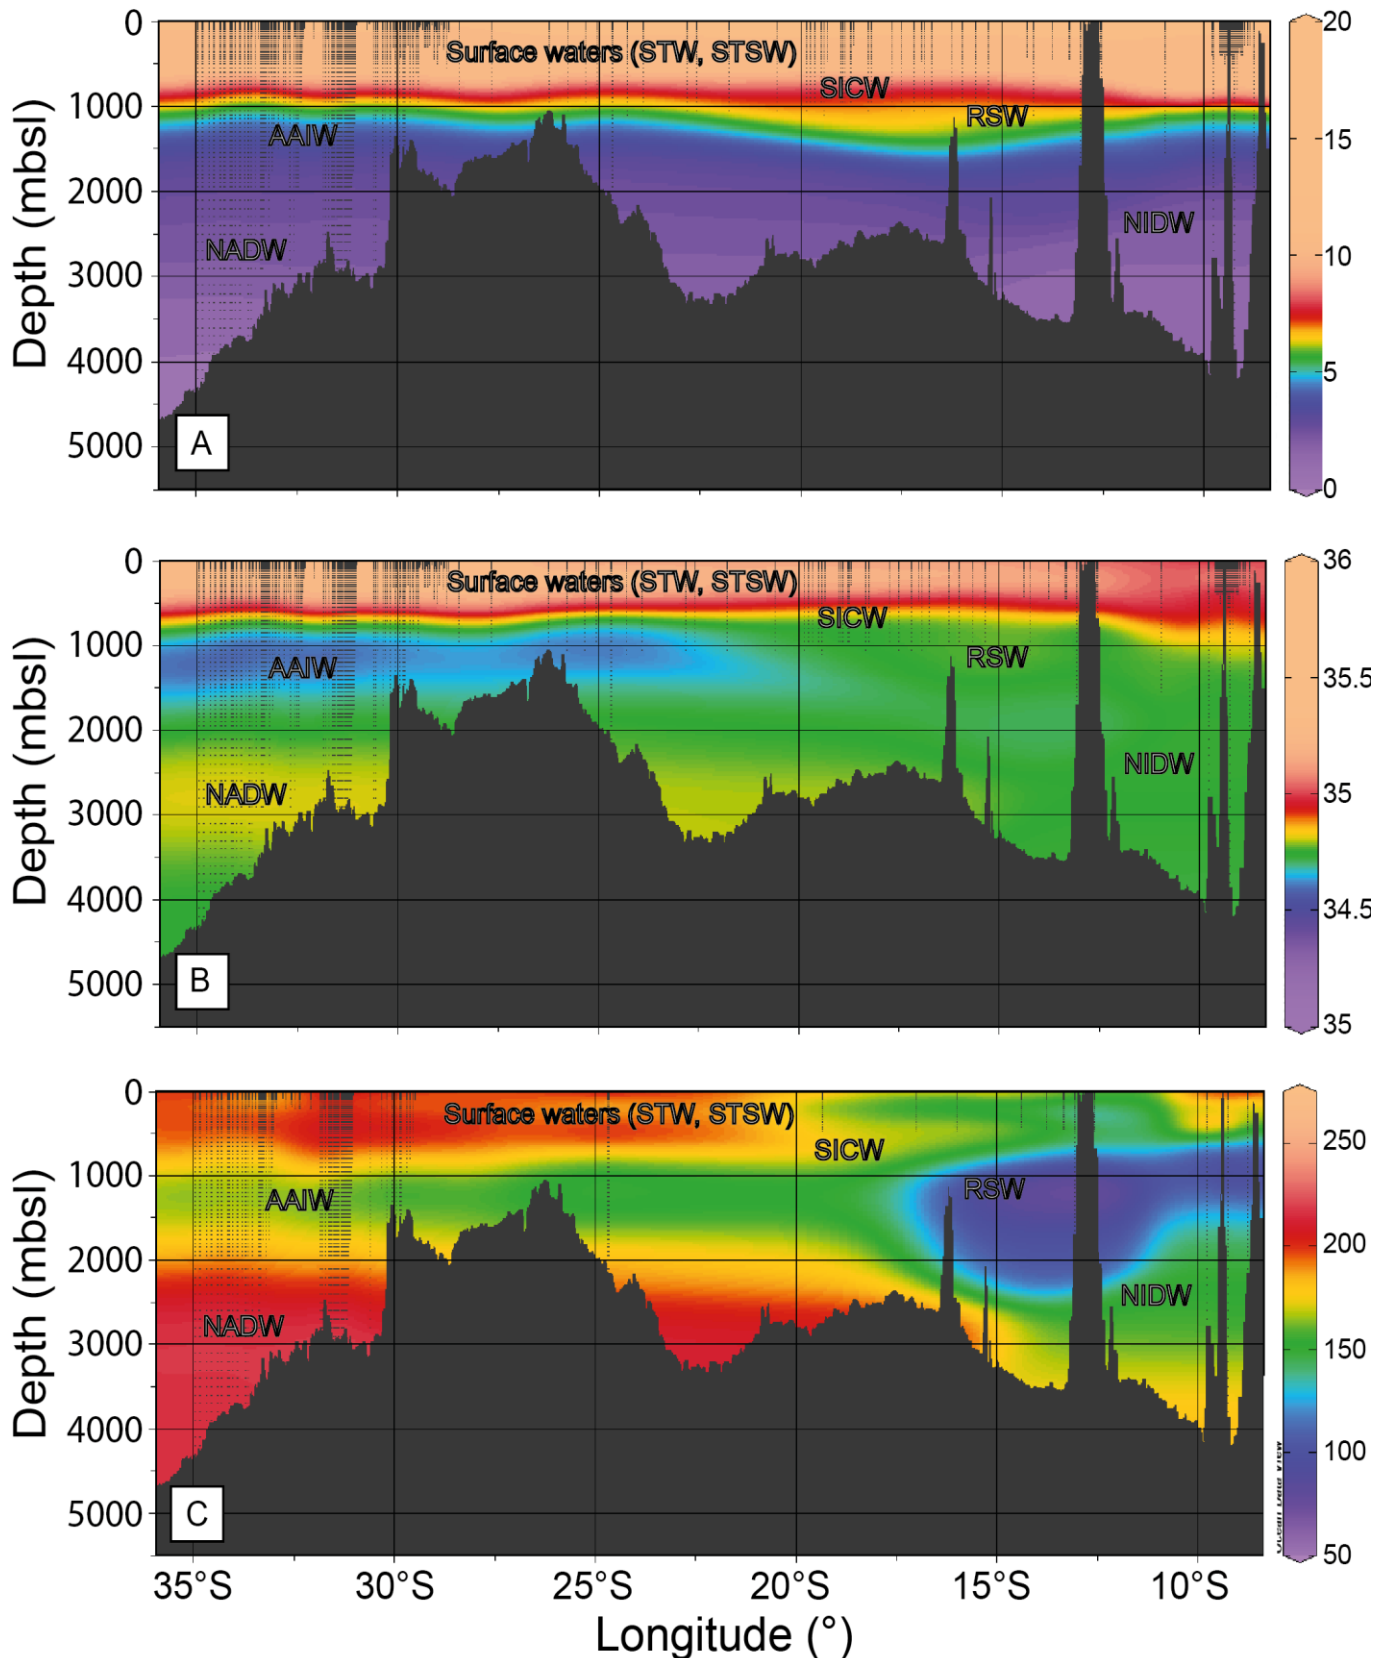 0
1000
2000
3000
4000
5000
Depth (mbsl)
Surface waters (STW, STSW)
SICW
RSW
AAIW
NADW
NIDW
A
20
15
10
5
0
0
1000
2000
3000
4000
5000
Depth (mbsl)
Surface waters (STW, STSW)
SICW
RSW
AAIW
NADW
NIDW
B
36
35.5
35
34.5
35
0
1000
2000
3000
4000
5000
Depth (mbsl)
Surface waters (STW, STSW)
SICW
RSW
AAIW
NADW
NIDW
C
250
200
150
100
50
Ocean Data View
35°S 30°S 25°S 20°S 15°S 10°S
Longitude (°)